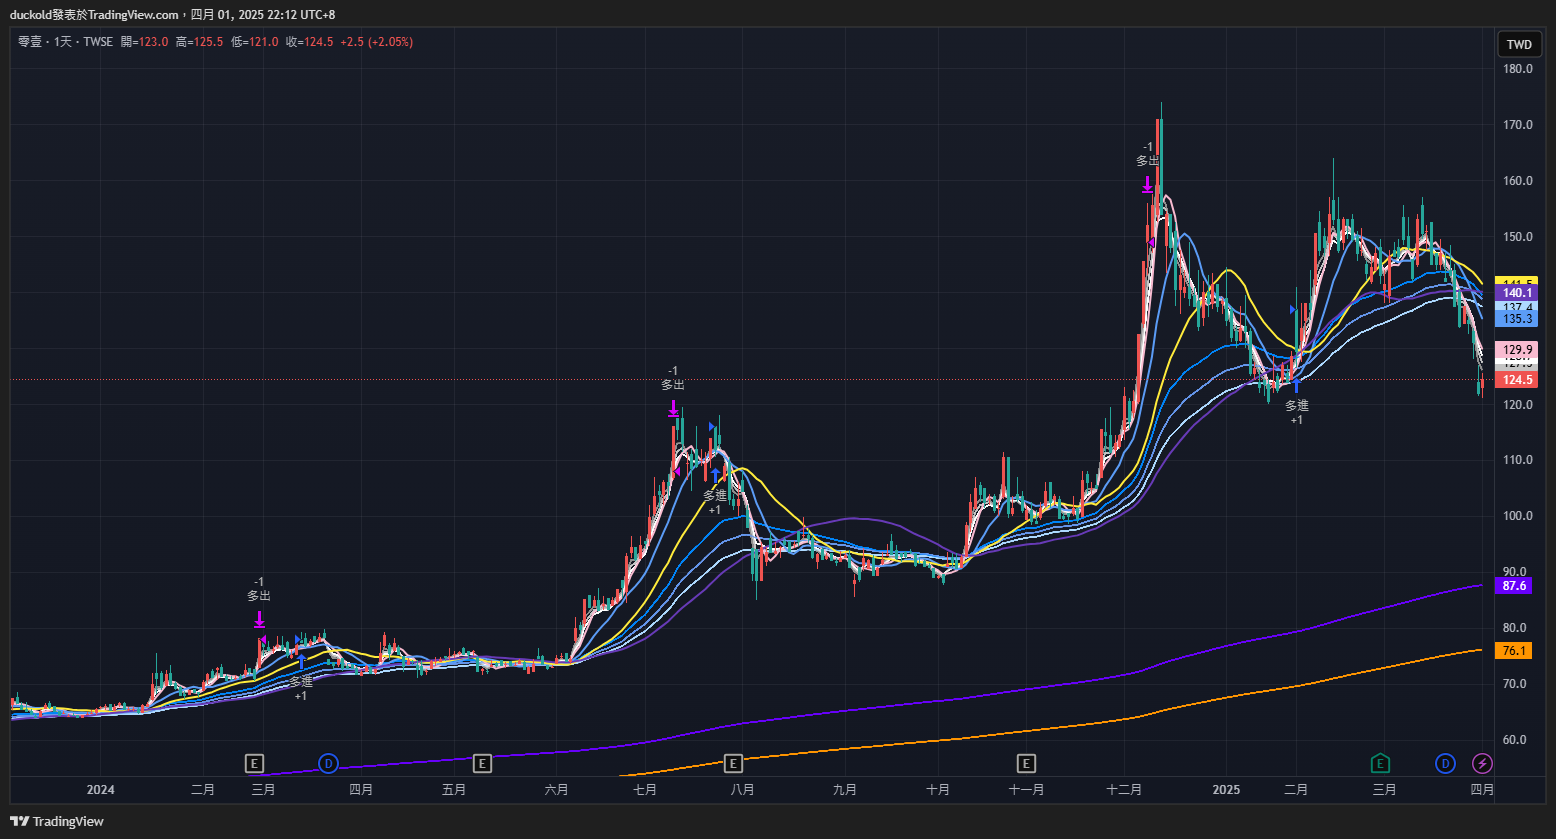 duckold發表於TradingView.com，四月 01, 2025 22:12 UTC+8
零壹 · 1天 · TWSE 開=123.0 高=125.5 低=121.0 收=124.5 +2.5 (+2.05%)
TWD
180.0
170.0
-1
多出
160.0
150.0
141.5
140.1
137.4
135.3
129.9
127.5
124.5
-1
多出
120.0
多進
+1
110.0
多進
+1
100.0
90.0
87.6
-1
多出
80.0
76.1
多進
+1
70.0
60.0
E
D
E
E
E
E
D
2024 二月 三月 四月 五月 六月 七月 八月 九月 十月 十一月 十二月 2025 二月 三月 四月
TradingView